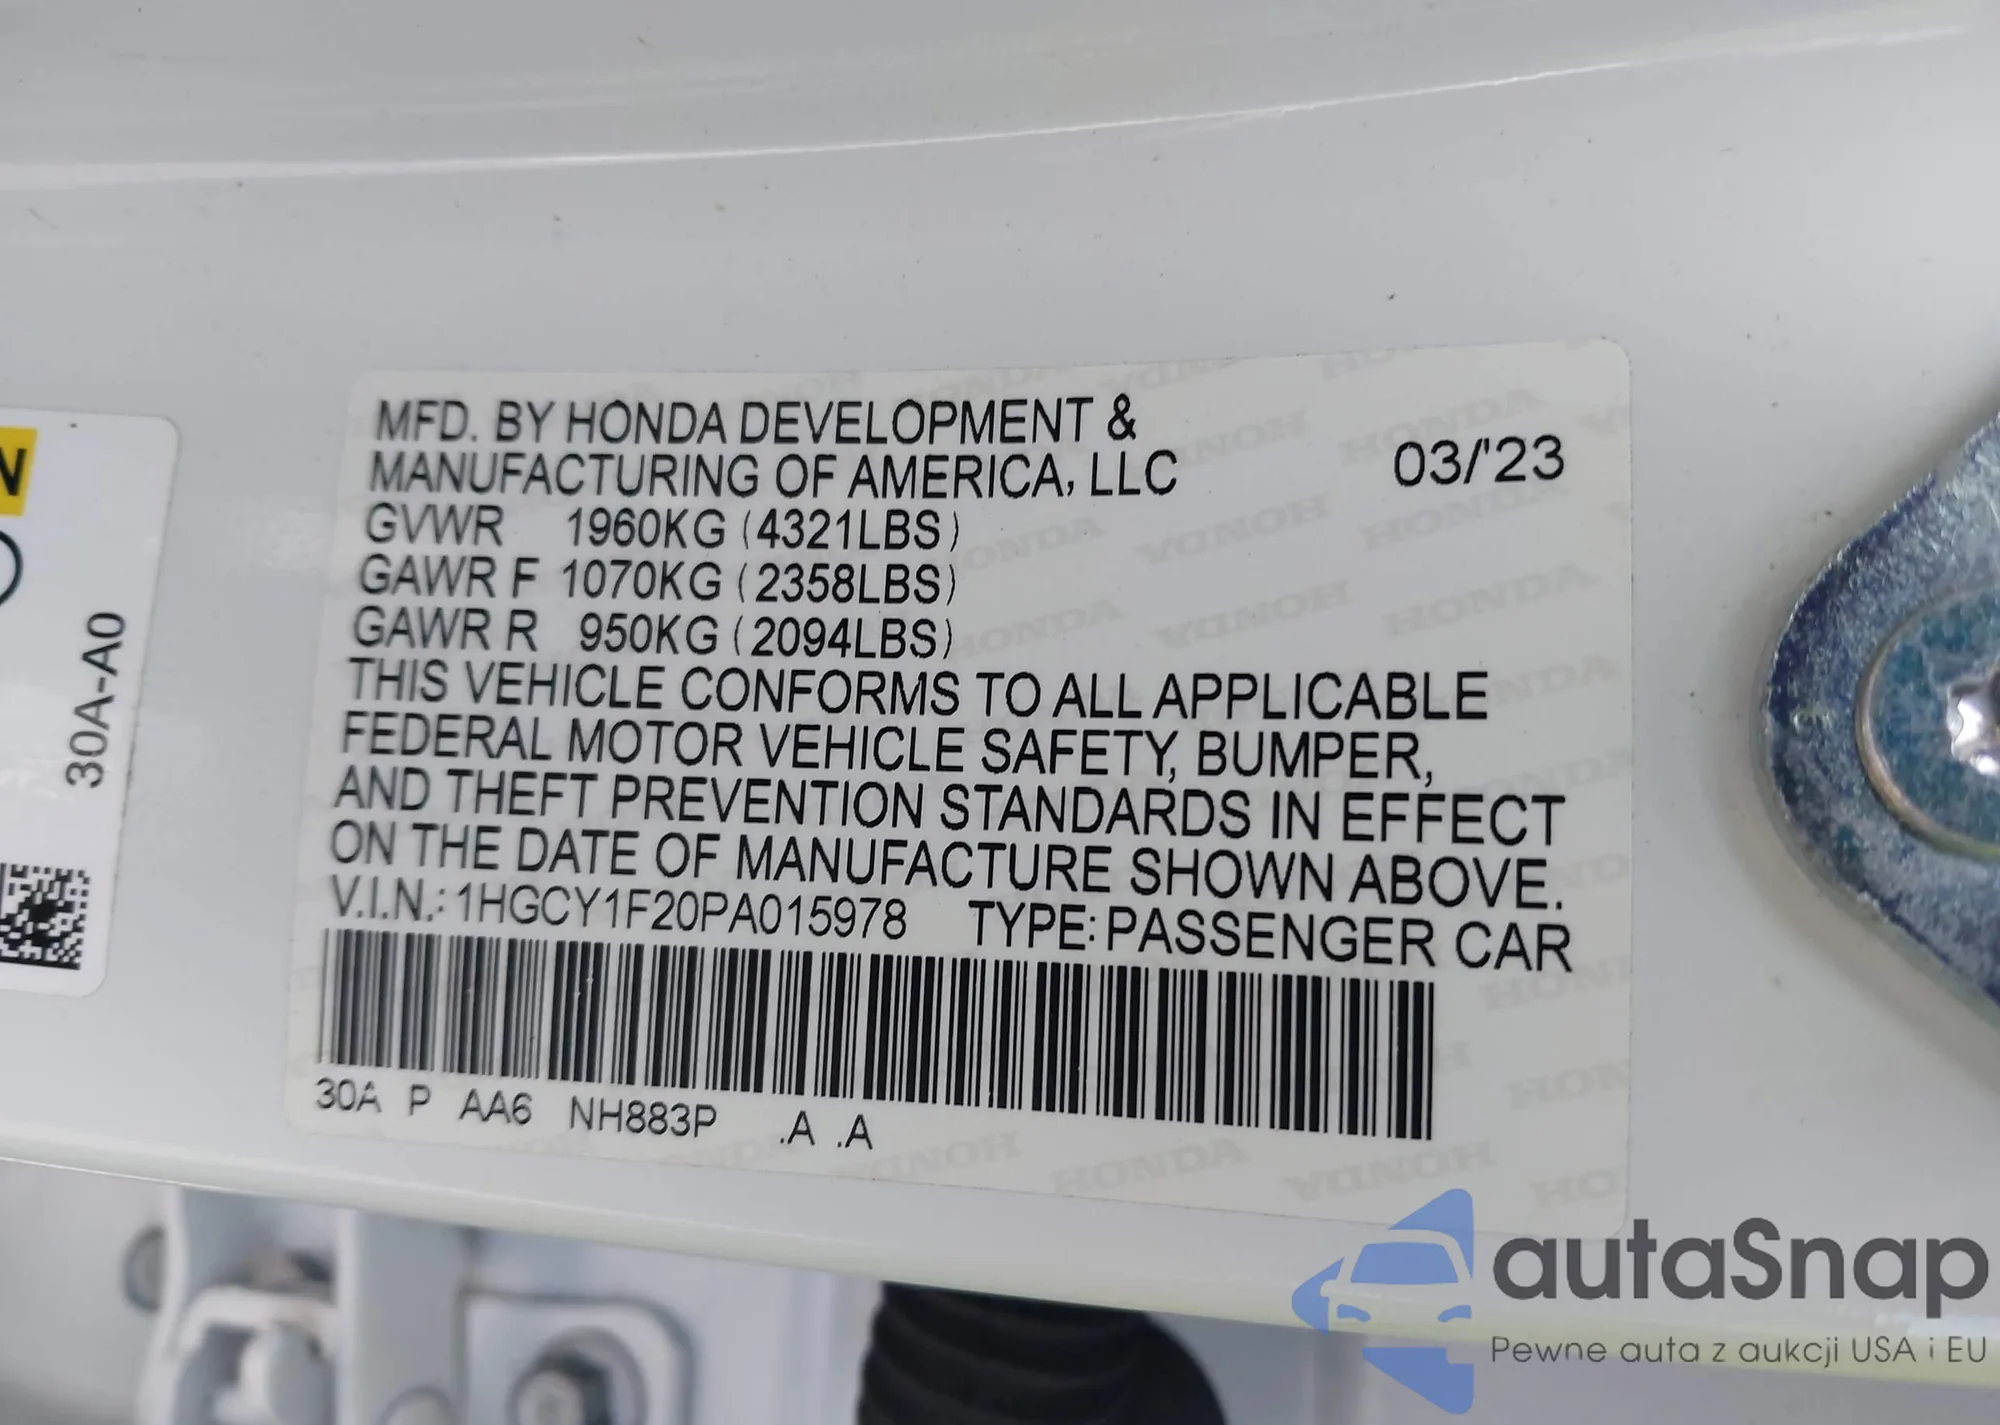 MFD. BY HONDA DEVELOPMENT &
MANUFACTURING OF AMERICA, LLC
03/'23
GVWR 1960KG (4321LBS)
GAWR F 1070KG (2358LBS)
GAWR R 950KG (2094LBS)
THIS VEHICLE CONFORMS TO ALL APPLICABLE
FEDERAL MOTOR VEHICLE SAFETY, BUMPER,
AND THEFT PREVENTION STANDARDS IN EFFECT
ON THE DATE OF MANUFACTURE SHOWN ABOVE.
V.I.N.: 1HGCY1F20PA015978 TYPE: PASSENGER CAR
30A P AA6 NH883P .A .A
30A-A0
N
HONDA
autaSnap
Pewne auta z aukcji USA i EU